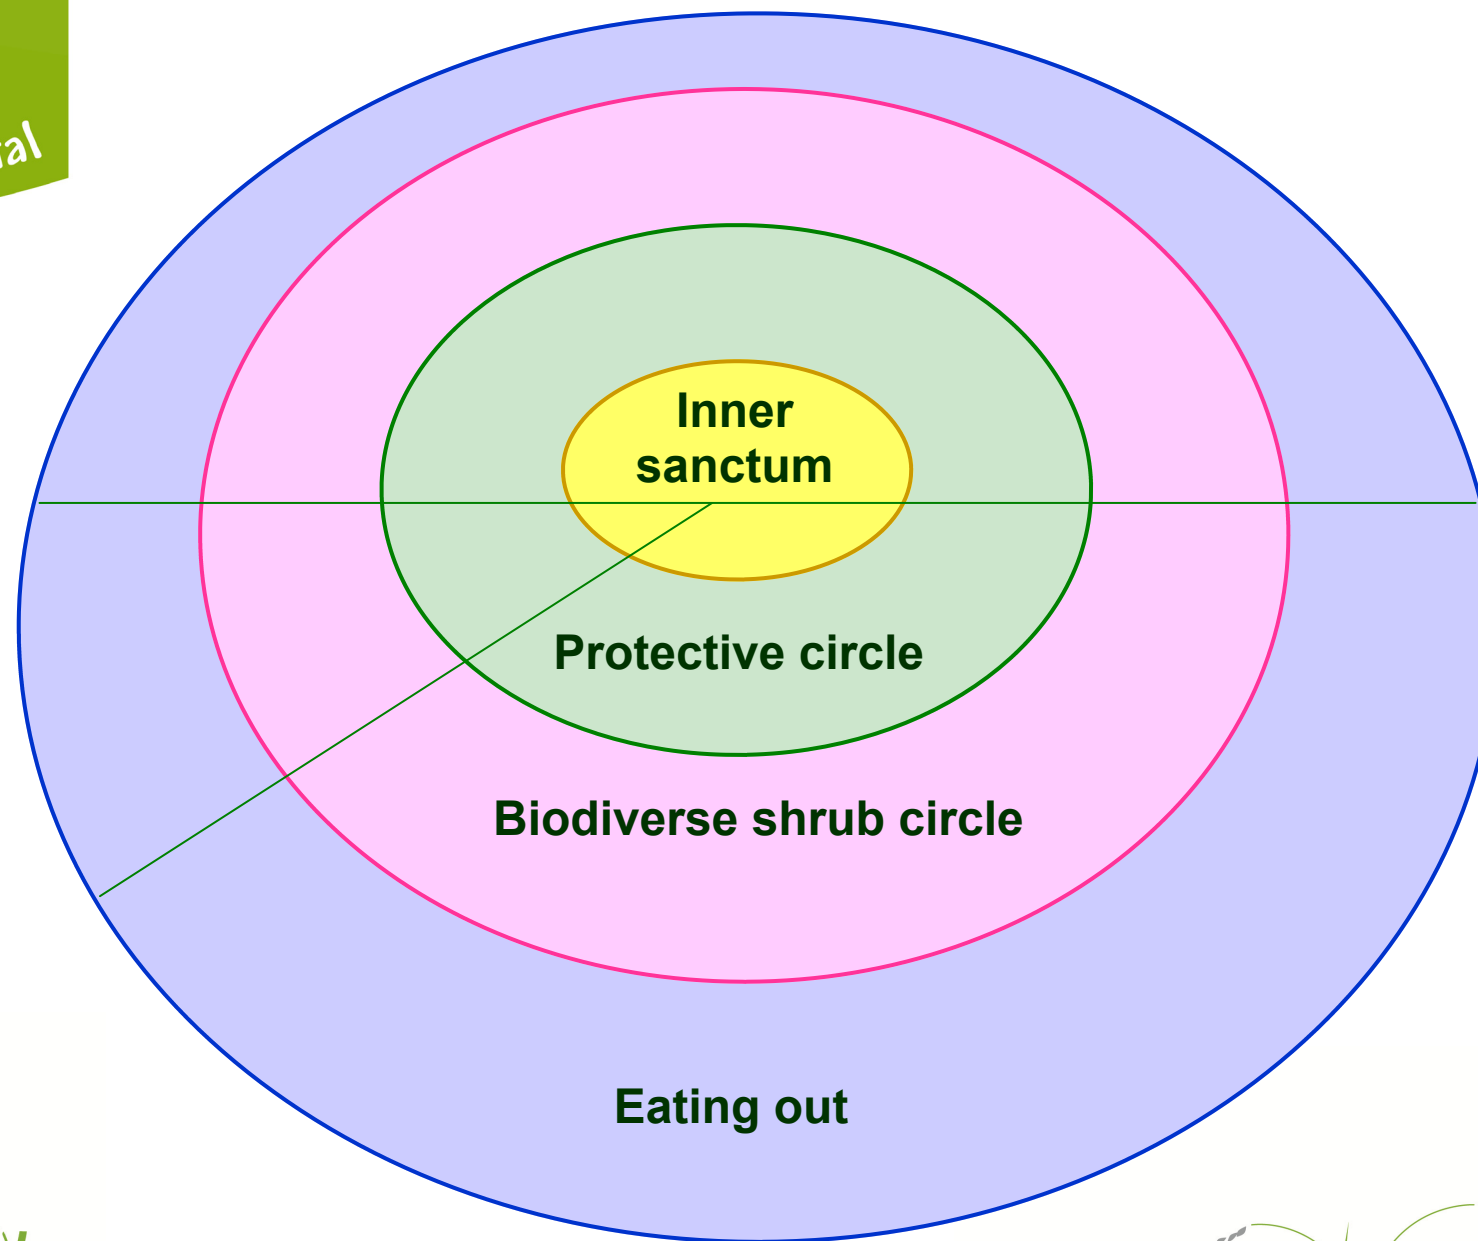 Inner
sanctum
Protective circle
Biodiverse shrub circle
Eating out